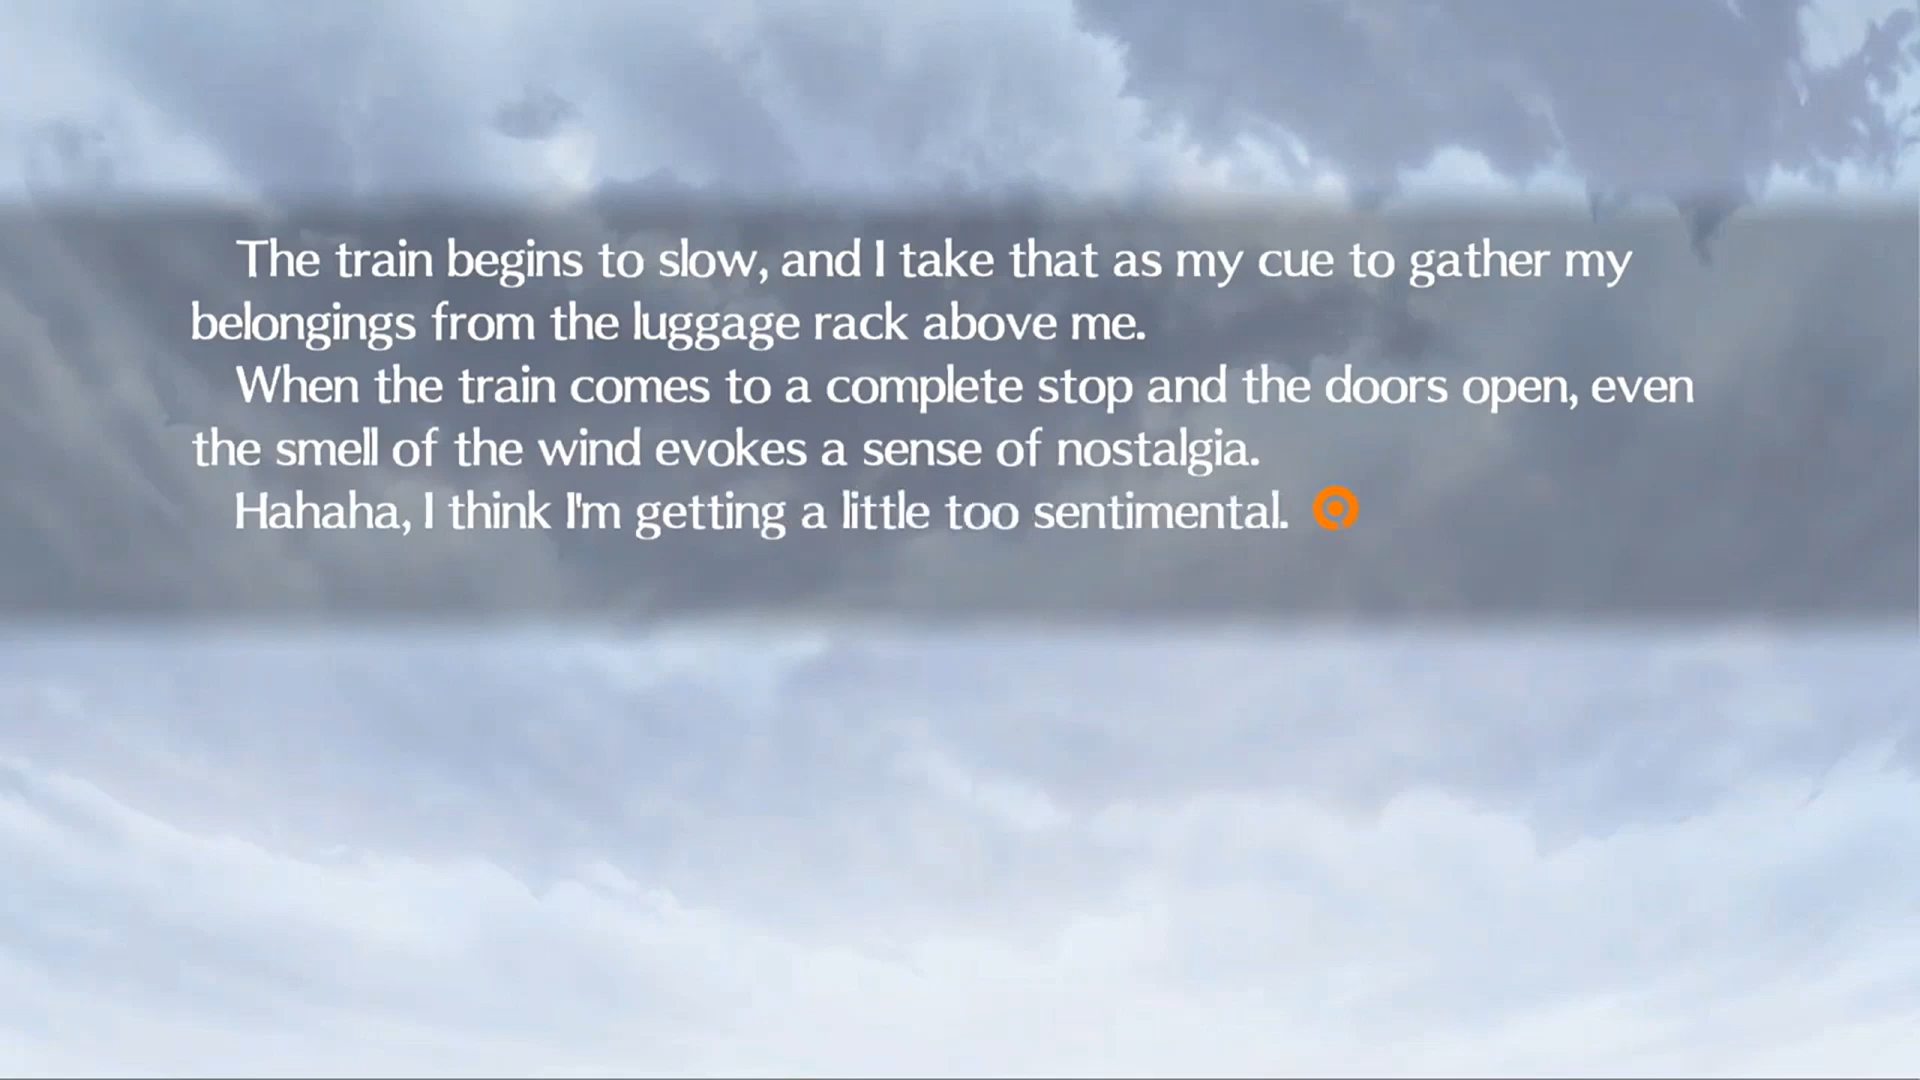 The train begins to slow, and I take that as my cue to gather my
belongings from the luggage rack above me.
When the train comes to a complete stop and the doors open, even
the smell of the wind evokes a sense of nostalgia.
Hahaha, I think I'm getting a little too sentimental.